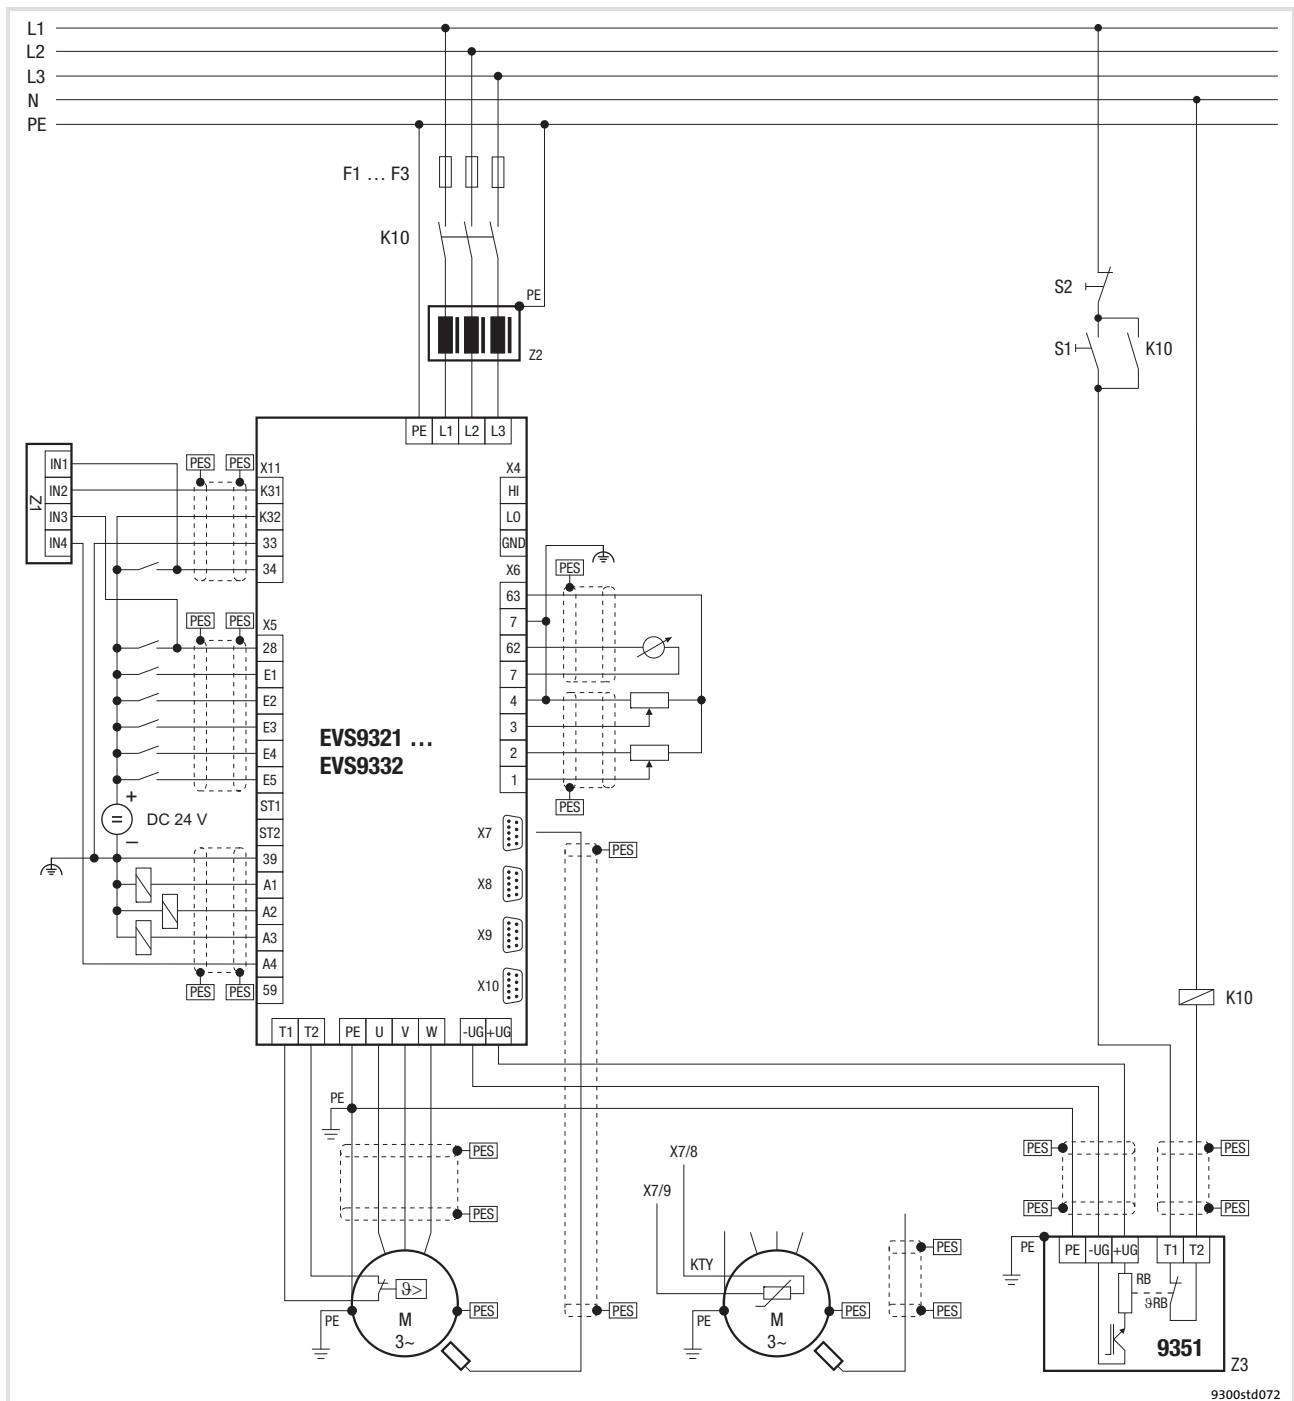 L1
L2
L3
N
PE
F1 … F3
K10
PE
Z2
S2
S1
K10
PE L1 L2 L3
Z1
IN1
IN2
IN3
IN4
PES PES
X11
K31
K32
33
34
PES PES
X5
28
E1
E2
E3
E4
E5
ST1
ST2
39
A1
A2
A3
A4
59
+
= DC 24 V
–
PES PES
EVS9321 …
EVS9332
X4
HI
LO
GND
X6
63
7
62
7
4
3
2
1
PES
PES
X7
X8
X9
X10
PES
K10
T1 T2 PE U V W -UG +UG
PE
PES
PES
ϑ>
M
3~
PE
PES
PES
X7/8
X7/9
KTY
M
3~
PE
PES
PES
PES
PES PES
PES PES
PE
PE -UG +UG T1 T2
RB
ϑRB
9351
Z3
9300std072